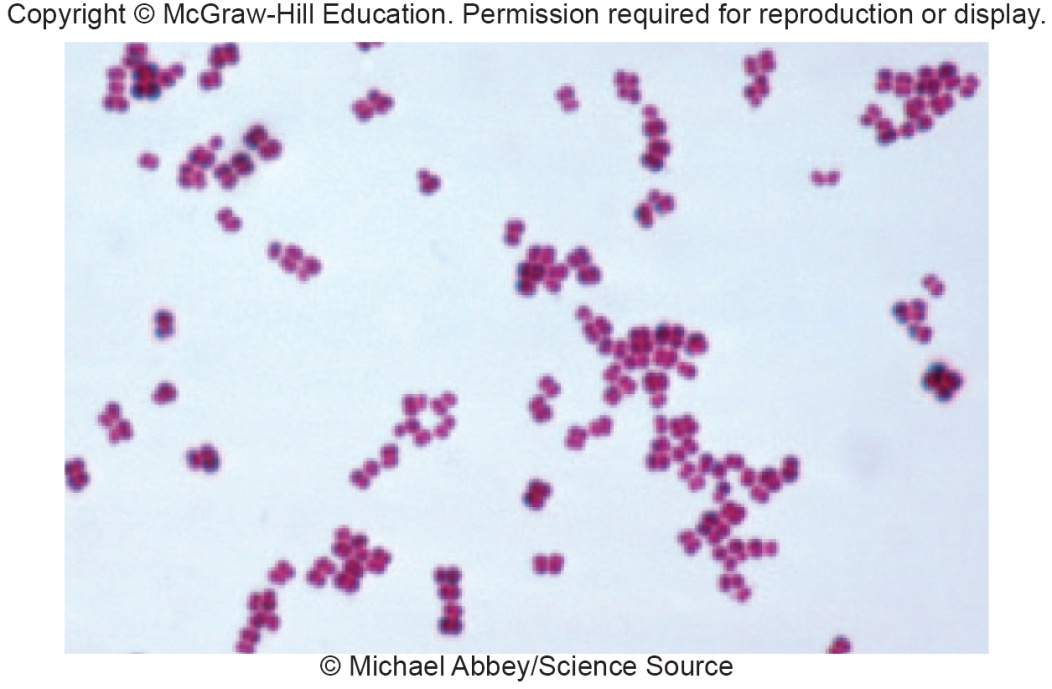 Copyright © McGraw-Hill Education. Permission required for reproduction or display.
© Michael Abbey/Science Source